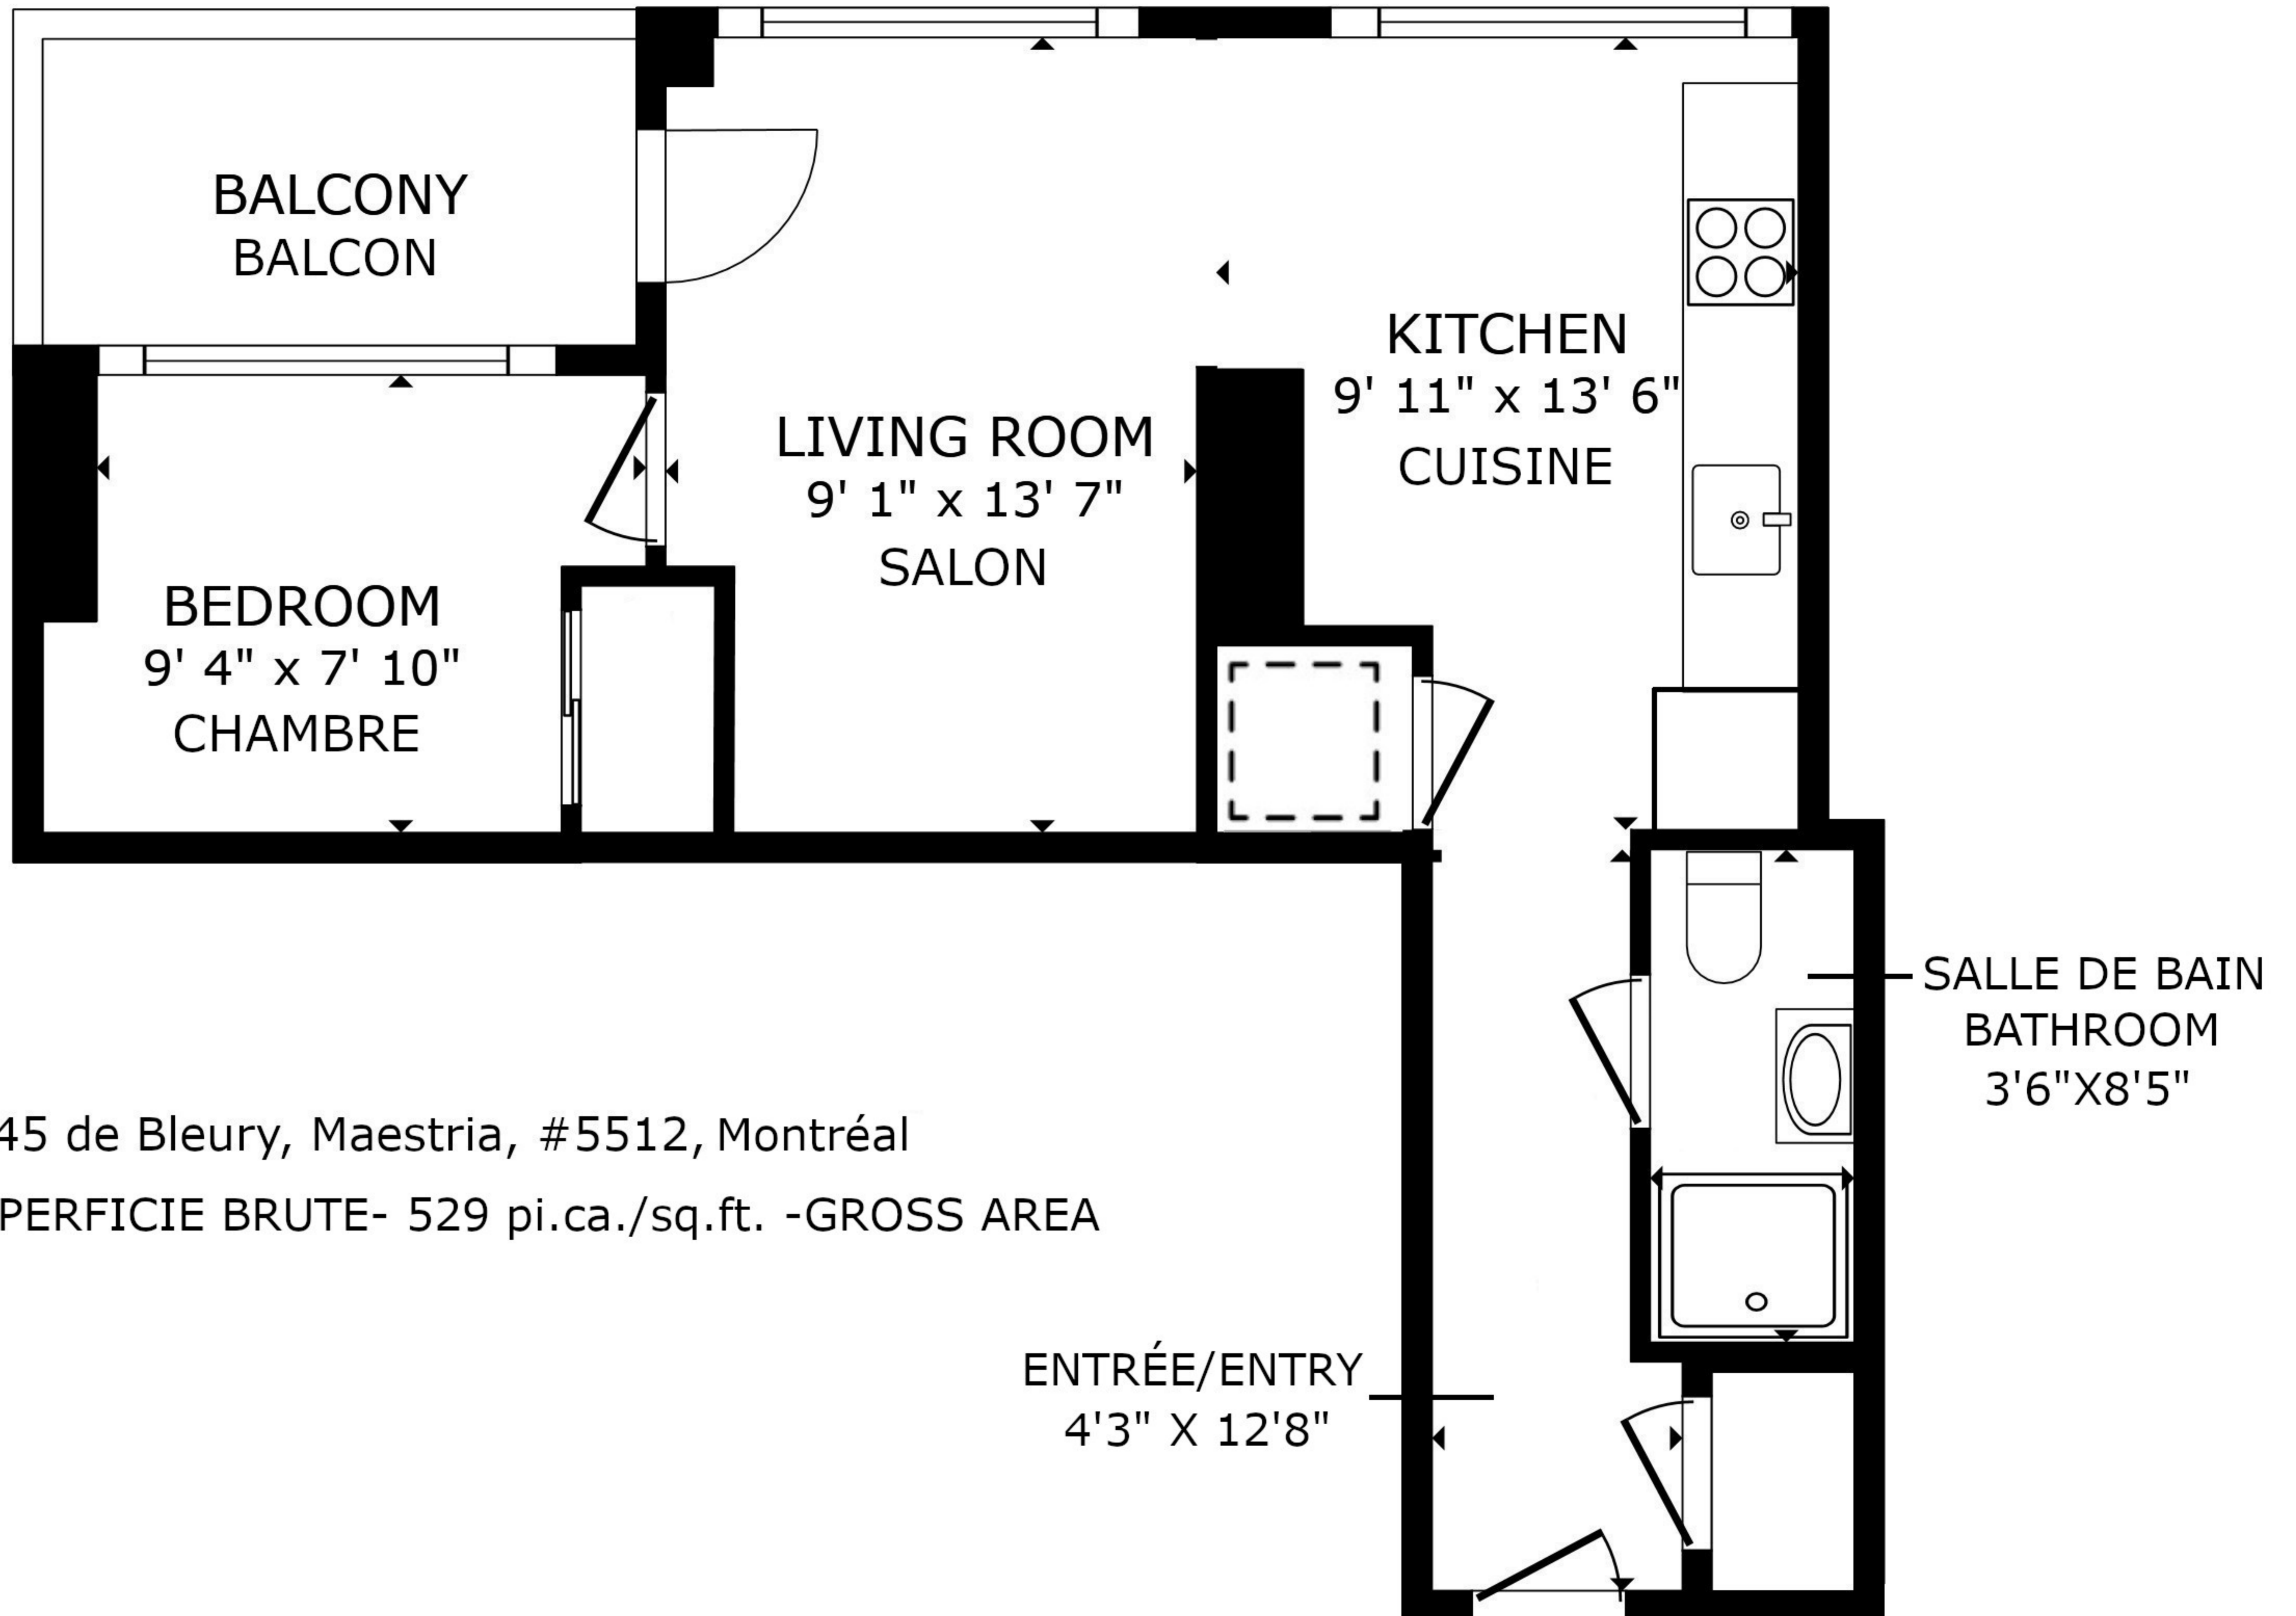 BALCONY
BALCON
KITCHEN
9' 11" x 13' 6"
CUISINE
LIVING ROOM
9' 1" x 13' 7"
SALON
BEDROOM
9' 4" x 7' 10"
CHAMBRE
SALLE DE BAIN
BATHROOM
3'6"X8'5"
45 de Bleury, Maestria, #5512, Montréal
PERFICIE BRUTE- 529 pi.ca./sq.ft. -GROSS AREA
ENTRÉE/ENTRY
4'3" X 12'8"